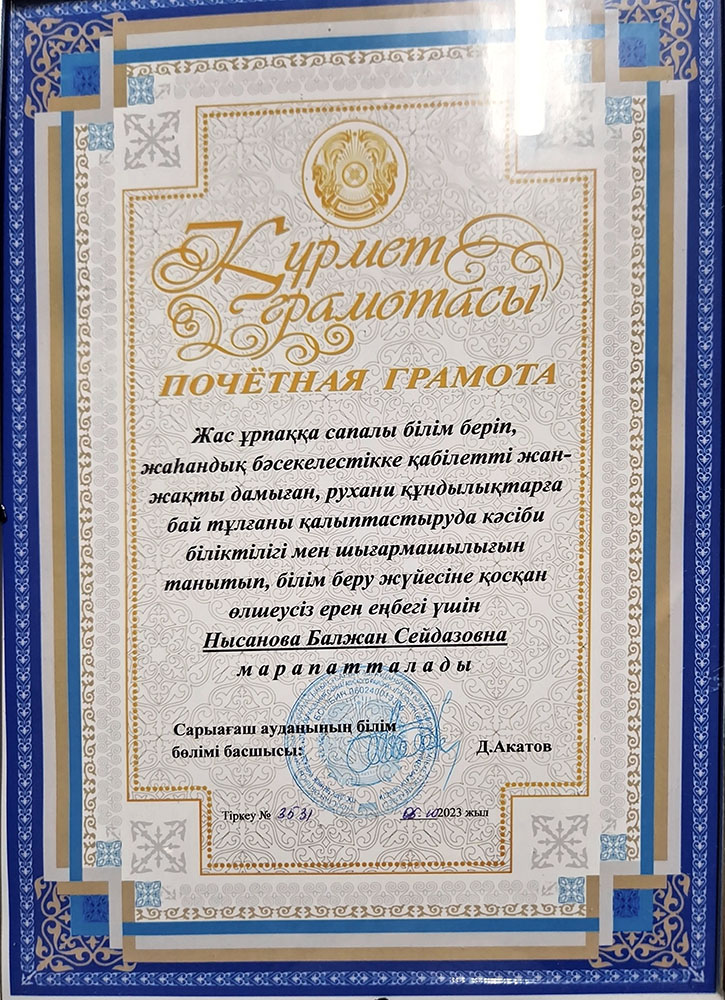 Құрмет
грамотасы
ПОЧЁТНАЯ ГРАМОТА
Жас ұрпаққа сапалы білім беріп,
жаһандық бәсекелестікке қабілетті жан-
жақты дамыған, рухани құндылықтарға
бай тұлғаны қалыптастыруда кәсіби
біліктілігі мен шығармашылығын
танытып, білім беру жүйесіне қосқан
өлшеусіз ерен еңбегі үшін
Нысанова Балжан Сейдазовна
марапатталады
Сарыағаш ауданының білім
бөлімі басшысы: Д.Акатов
Тіркеу № 3531 2023 жыл